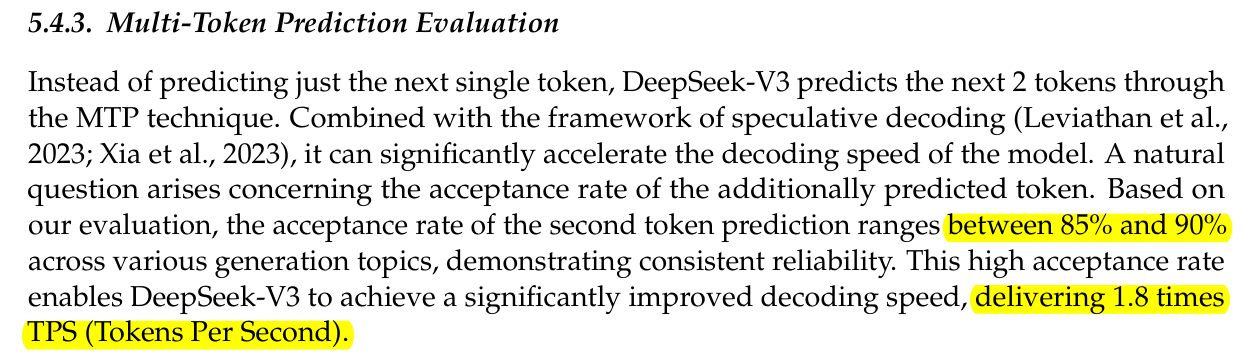 5.4.3. Multi-Token Prediction Evaluation
Instead of predicting just the next single token, DeepSeek-V3 predicts the next 2 tokens through
the MTP technique. Combined with the framework of speculative decoding (Leviathan et al.,
2023; Xia et al., 2023), it can significantly accelerate the decoding speed of the model. A natural
question arises concerning the acceptance rate of the additionally predicted token. Based on
our evaluation, the acceptance rate of the second token prediction ranges between 85% and 90%
across various generation topics, demonstrating consistent reliability. This high acceptance rate
enables DeepSeek-V3 to achieve a significantly improved decoding speed, delivering 1.8 times
TPS (Tokens Per Second).